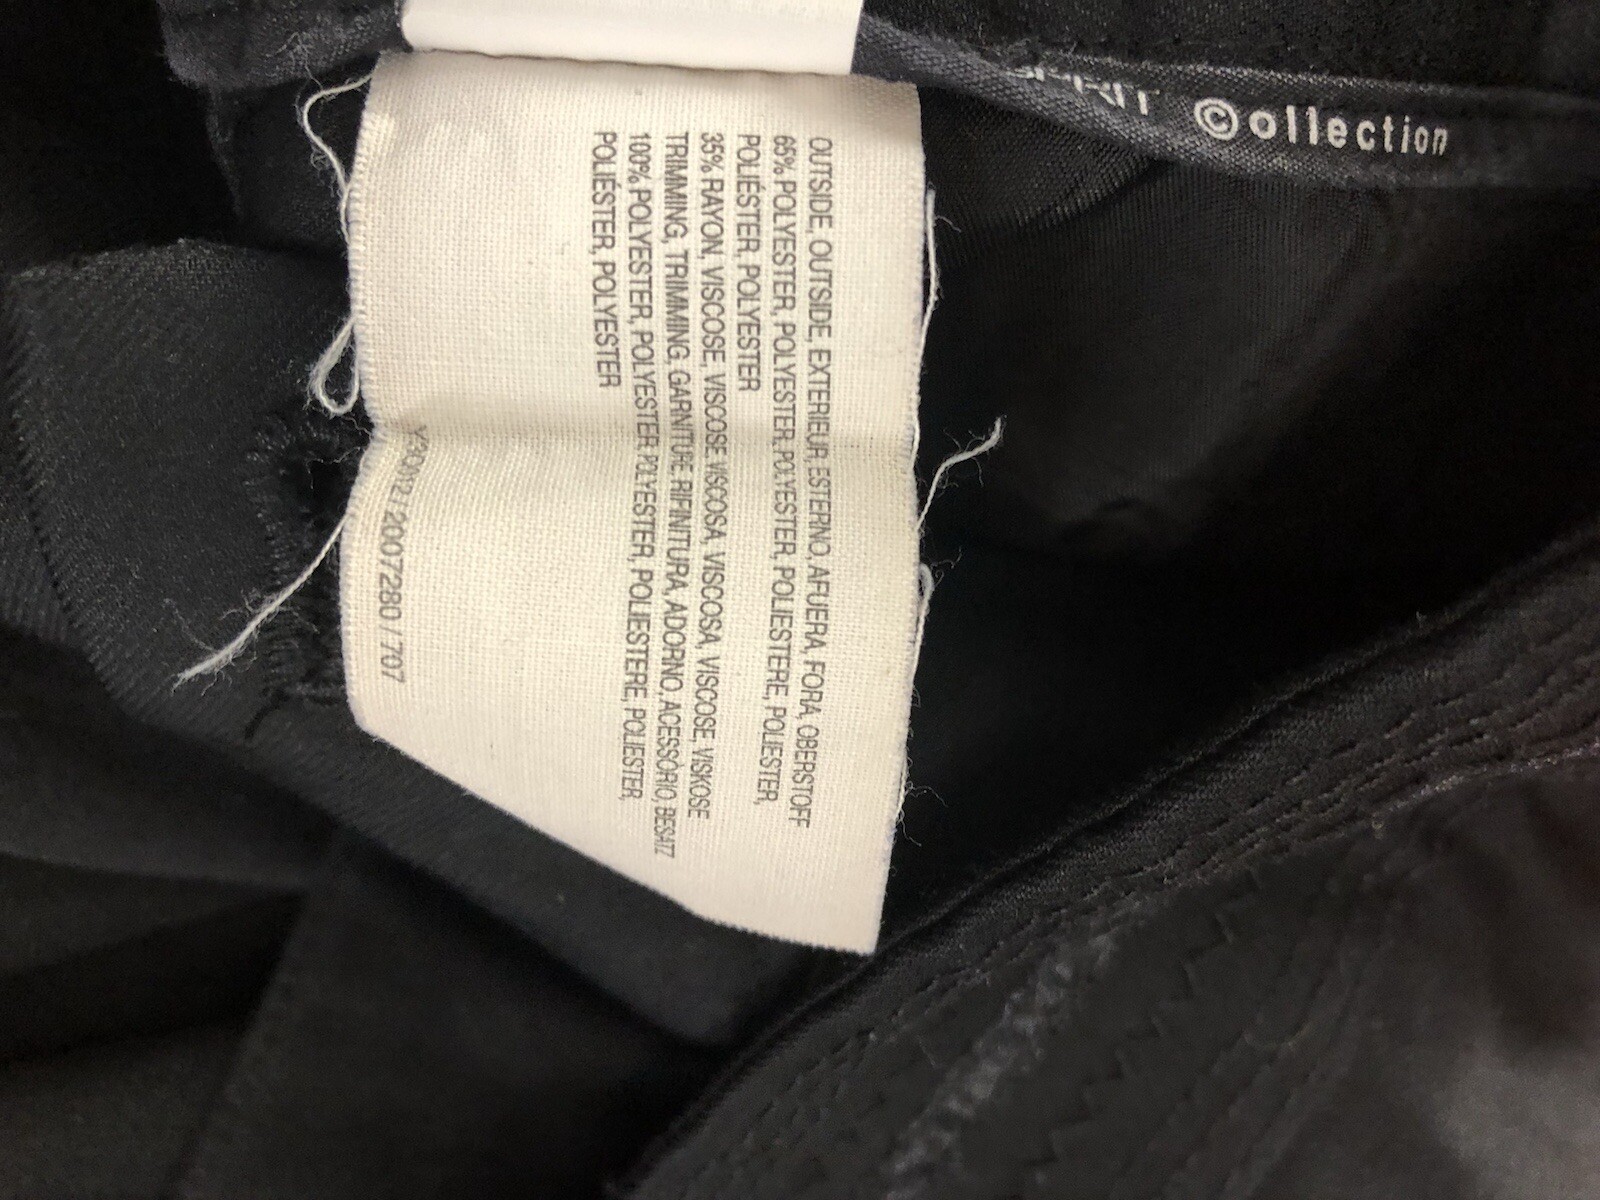 ©ollection
OUTSIDE, OUTSIDE, EXTERIEUR, ESTERNO, AFUERA, FORA, OBERSTOFF
65% POLYESTER, POLYESTER, POLYESTER, POLIESTERE, POLIESTER,
POLIÉSTER, POLYESTER
35% RAYON, VISCOSE, VISCOSE, VISCOSA, VISCOSA, VISCOSE, VISKOSE
TRIMMING, TRIMMING, GARNITURE, RIFINITURA, ADORNO, ACESSÓRIO, BESATZ
100% POLYESTER, POLYESTER, POLYESTER, POLIESTERE, POLIESTER,
POLIÉSTER, POLYESTER
/2007280/707